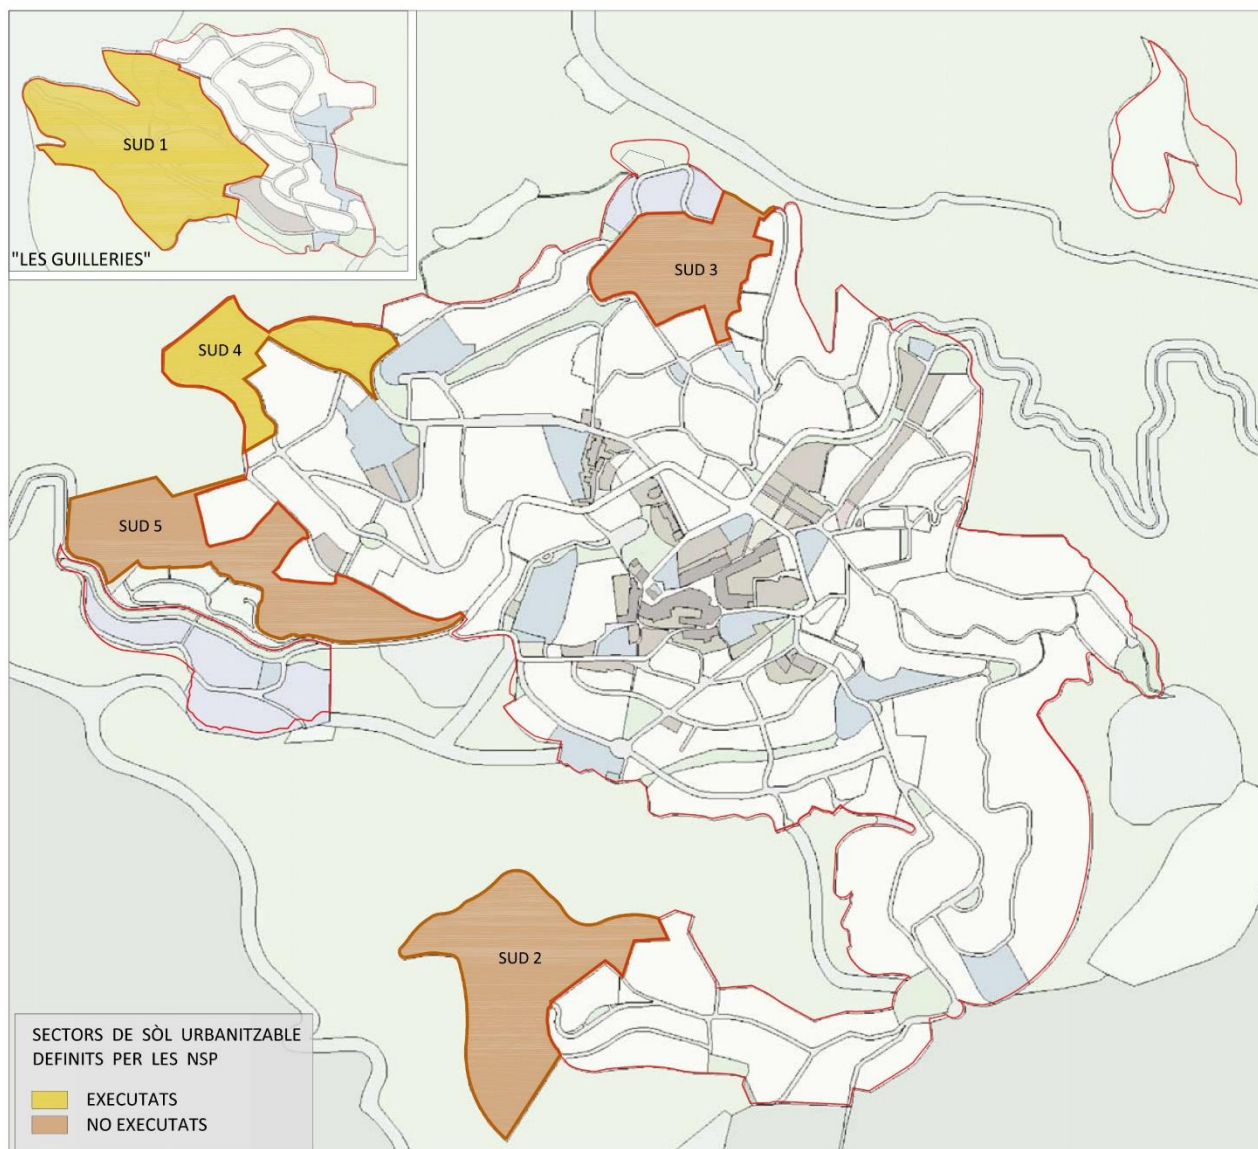 SUD 1
"LES GUILLERIES"
SUD 3
SUD 4
SUD 5
SUD 2
SECTORS DE SÒL URBANITZABLE
DEFINITS PER LES NSP
EXECUTATS
NO EXECUTATS